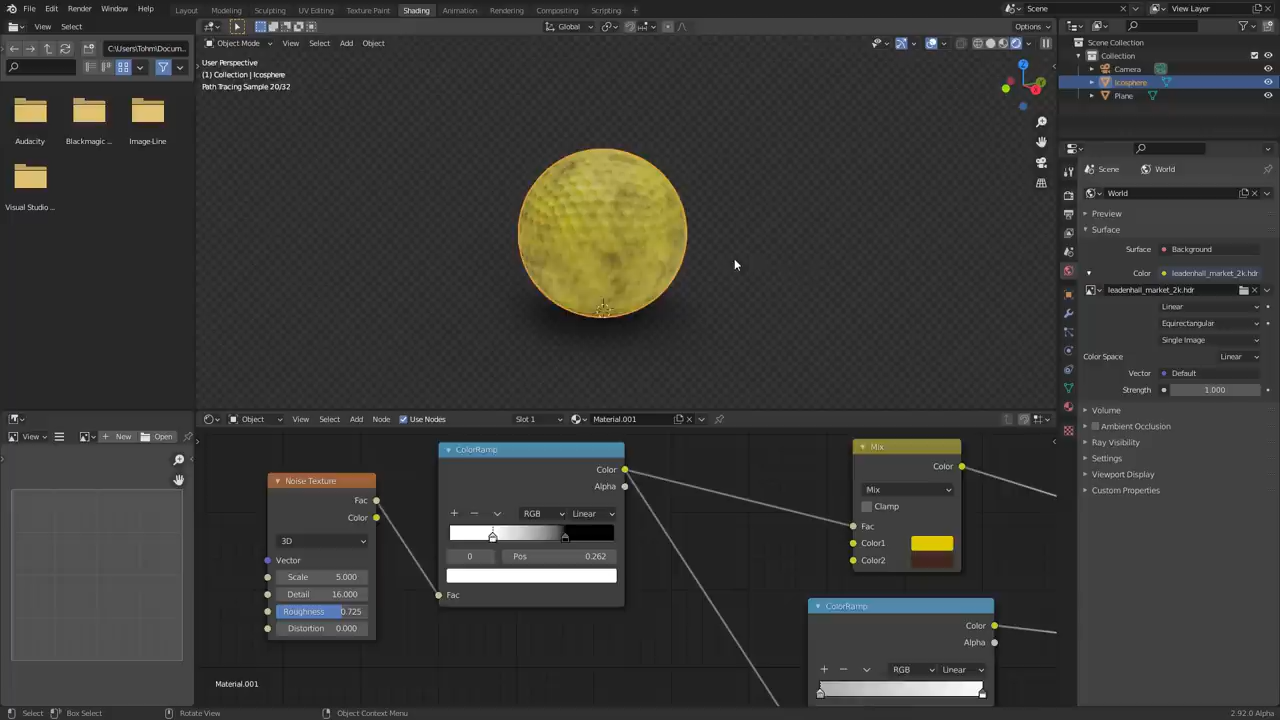 File Edit Render Window Help Layout Modeling Sculpting UV Editing Texture Paint Shading Animation Rendering Compositing Scripting Scene View Layer
View Select Global Options
C:\Users\Tohm\Docum...
Object Mode View Select Add Object
Audacity Blackmagic ... Image-Line
Visual Studio ...
User Perspective
(1) Collection | Icosphere
Path Tracing Sample 20/32
Scene Collection
Collection
Camera
Icosphere
Plane
Scene World
World
Preview
Surface
Surface Background
Color leadenhall_market_2k.hdr
leadenhall_market_2k.hdr
Linear
Equirectangular
Single Image
Color Space Linear
Vector Default
Strength 1.000
Volume
Ambient Occlusion
Ray Visibility
Settings
Viewport Display
Custom Properties
Object View Select Add Node Use Nodes Slot 1 Material.001
View New Open
Noise Texture
Fac
Color
3D
Vector
Scale 5.000
Detail 16.000
Roughness 0.725
Distortion 0.000
ColorRamp
Color
Alpha
RGB Linear
0 Pos 0.262
Fac
Mix
Color
Mix
Clamp
Fac
Color1
Color2
ColorRamp
Color
Alpha
RGB Linear
Material.001
Select Box Select Rotate View Object Context Menu 2.92.0 Alpha